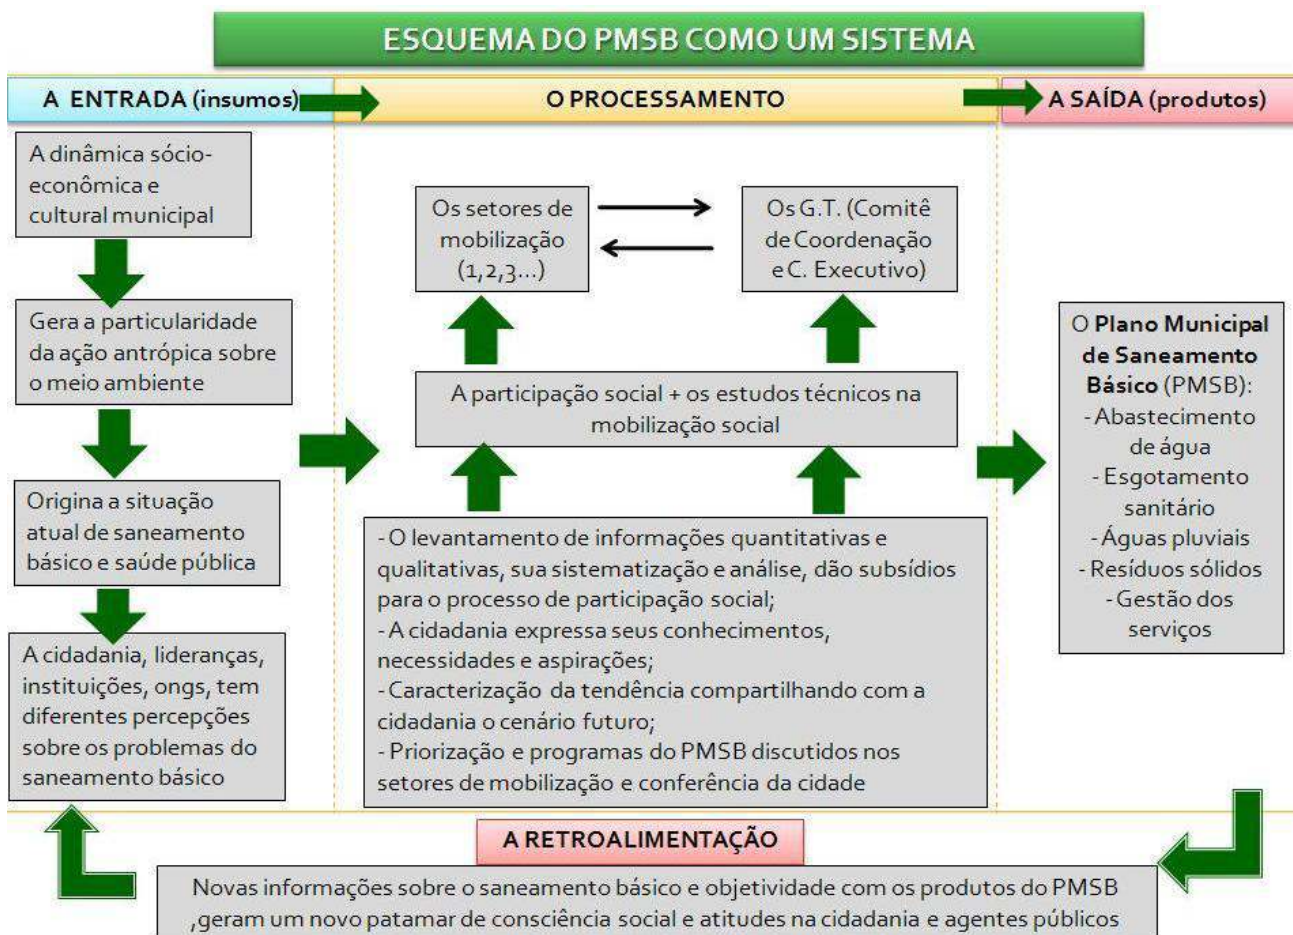 ESQUEMA DO PMSB COMO UM SISTEMA
A ENTRADA (insumos)
O PROCESSAMENTO
A SAÍDA (produtos)
A dinâmica sócio-
econômica e
cultural municipal
Gera a particularidade
da ação antrópica sobre
o meio ambiente
Origina a situação
atual de saneamento
básico e saúde pública
A cidadania, lideranças,
instituições, ongs, tem
diferentes percepções
sobre os problemas do
saneamento básico
Os setores de
mobilização
(1,2,3...)
Os G.T. (Comitê
de Coordenação
e C. Executivo)
A participação social + os estudos técnicos na
mobilização social
- O levantamento de informações quantitativas e
qualitativas, sua sistematização e análise, dão subsídios
para o processo de participação social;
- A cidadania expressa seus conhecimentos,
necessidades e aspirações;
- Caracterização da tendência compartilhando com a
cidadania o cenário futuro;
- Priorização e programas do PMSB discutidos nos
setores de mobilização e conferência da cidade
O Plano Municipal
de Saneamento
Básico (PMSB):
- Abastecimento
de água
- Esgotamento
sanitário
- Águas pluviais
- Resíduos sólidos
- Gestão dos
serviços
A RETROALIMENTAÇÃO
Novas informações sobre o saneamento básico e objetividade com os produtos do PMSB
,geram um novo patamar de consciência social e atitudes na cidadania e agentes públicos